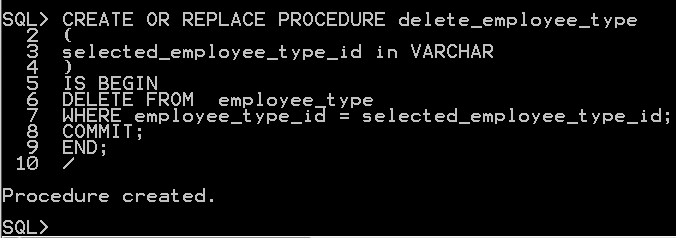 SQL> CREATE OR REPLACE PROCEDURE delete_employee_type
2 (
3 selected_employee_type_id in VARCHAR
4 )
5 IS BEGIN
6 DELETE FROM  employee_type
7 WHERE employee_type_id = selected_employee_type_id;
8 COMMIT;
9 END;
10 /
Procedure created.
SQL>